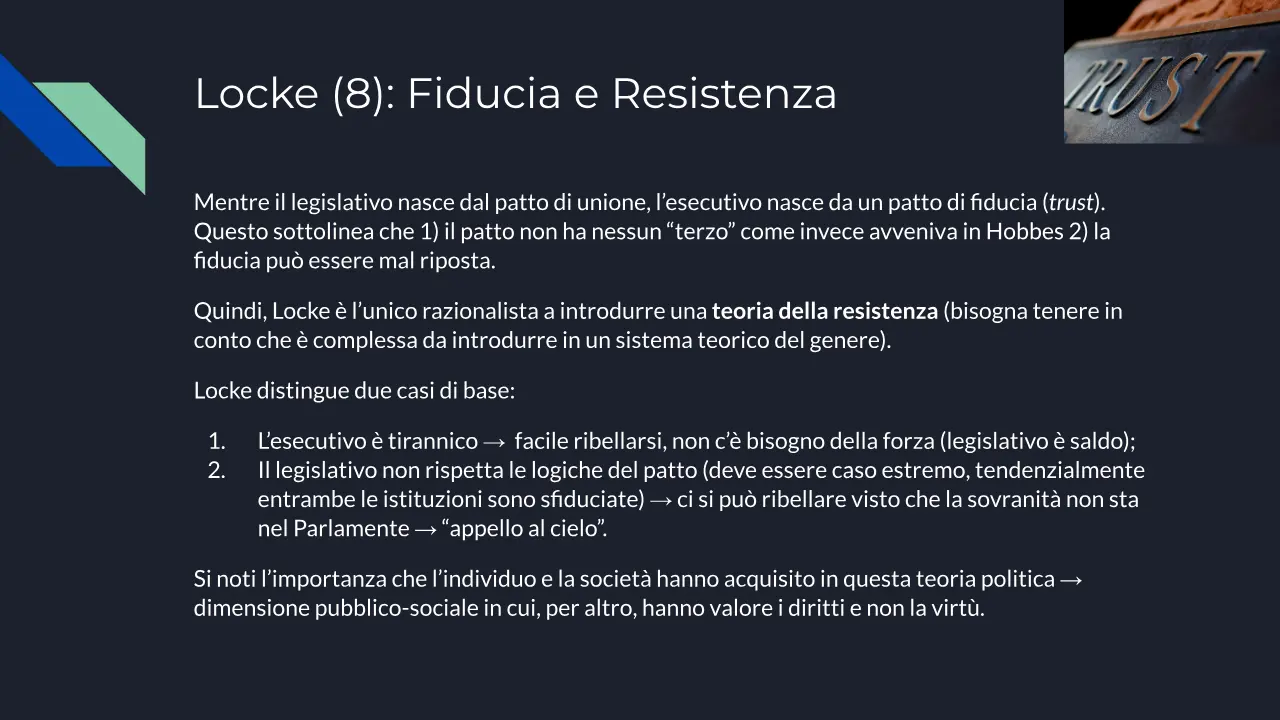 Locke (8): Fiducia e Resistenza
TRUST
Mentre il legislativo nasce dal patto di unione, l’esecutivo nasce da un patto di fiducia (trust).
Questo sottolinea che 1) il patto non ha nessun “terzo” come invece avveniva in Hobbes 2) la
fiducia può essere mal riposta.
Quindi, Locke è l’unico razionalista a introdurre una teoria della resistenza (bisogna tenere in
conto che è complessa da introdurre in un sistema teorico del genere).
Locke distingue due casi di base:
1. L’esecutivo è tirannico → facile ribellarsi, non c’è bisogno della forza (legislativo è saldo);
2. Il legislativo non rispetta le logiche del patto (deve essere caso estremo, tendenzialmente
entrambe le istituzioni sono sfiduciate) → ci si può ribellare visto che la sovranità non sta
nel Parlamente → “appello al cielo”.
Si noti l’importanza che l’individuo e la società hanno acquisito in questa teoria politica →
dimensione pubblico-sociale in cui, per altro, hanno valore i diritti e non la virtù.